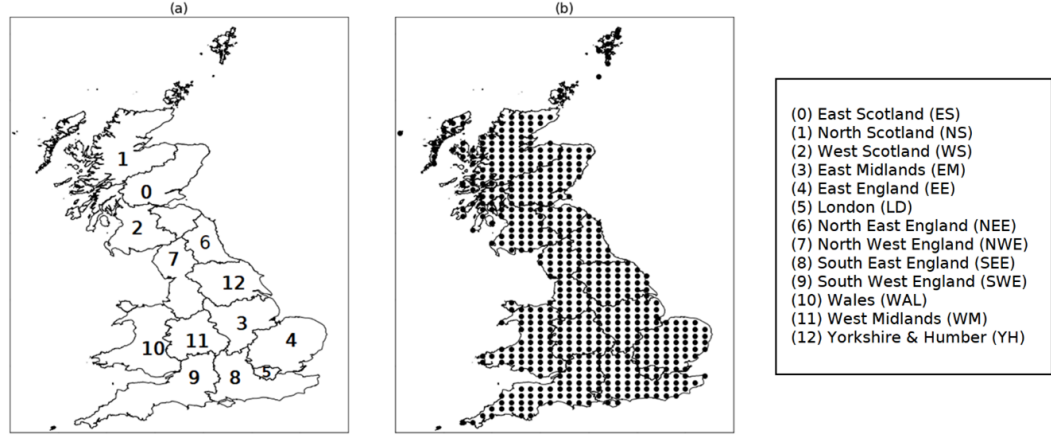 (a)
(b)
1
0
2
6
7
12
3
4
11
10
9
8
5
(0) East Scotland (ES)
(1) North Scotland (NS)
(2) West Scotland (WS)
(3) East Midlands (EM)
(4) East England (EE)
(5) London (LD)
(6) North East England (NEE)
(7) North West England (NWE)
(8) South East England (SEE)
(9) South West England (SWE)
(10) Wales (WAL)
(11) West Midlands (WM)
(12) Yorkshire & Humber (YH)